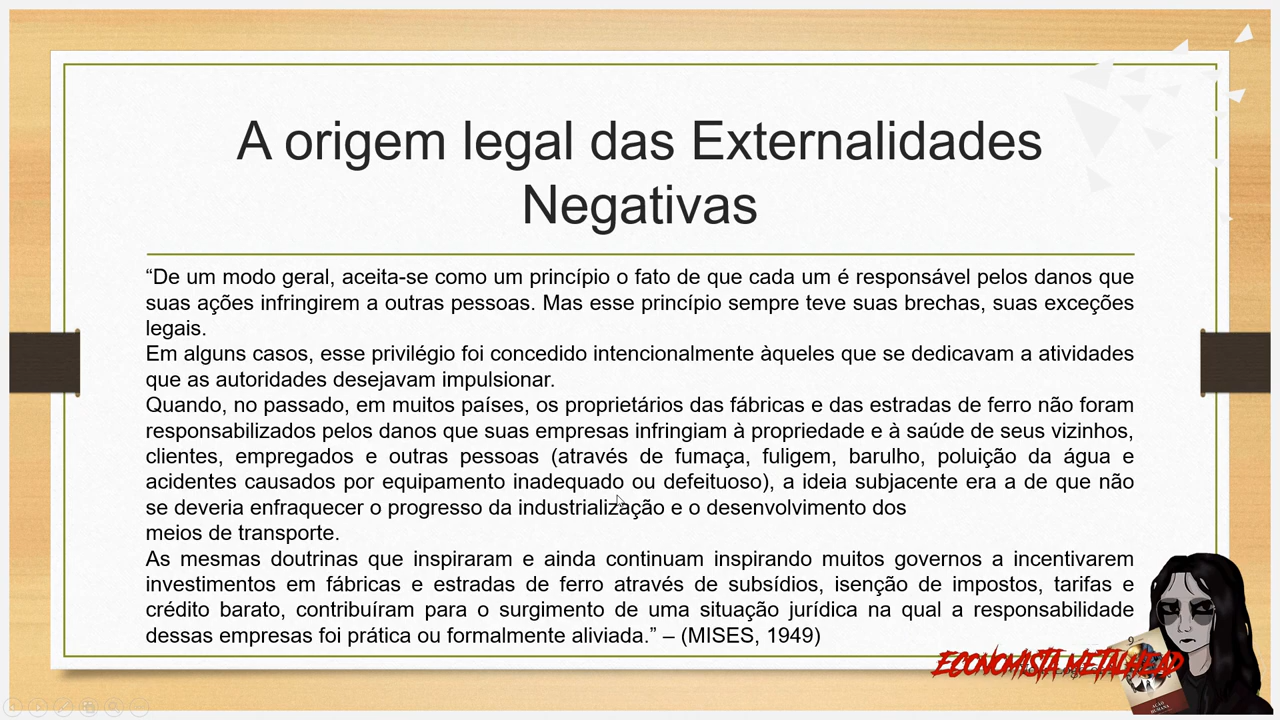 A origem legal das Externalidades
Negativas
“De um modo geral, aceita-se como um princípio o fato de que cada um é responsável pelos danos que
suas ações infringirem a outras pessoas. Mas esse princípio sempre teve suas brechas, suas exceções
legais.
Em alguns casos, esse privilégio foi concedido intencionalmente àqueles que se dedicavam a atividades
que as autoridades desejavam impulsionar.
Quando, no passado, em muitos países, os proprietários das fábricas e das estradas de ferro não foram
responsabilizados pelos danos que suas empresas infringiam à propriedade e à saúde de seus vizinhos,
clientes, empregados e outras pessoas (através de fumaça, fuligem, barulho, poluição da água e
acidentes causados por equipamento inadequado ou defeituoso), a ideia subjacente era a de que não
se deveria enfraquecer o progresso da industrialização e o desenvolvimento dos
meios de transporte.
As mesmas doutrinas que inspiraram e ainda continuam inspirando muitos governos a incentivarem
investimentos em fábricas e estradas de ferro através de subsídios, isenção de impostos, tarifas e
crédito barato, contribuíram para o surgimento de uma situação jurídica na qual a responsabilidade
dessas empresas foi prática ou formalmente aliviada.” – (MISES, 1949)
9
ECONOMISTA METALHEAD
AÇÃO
HUMANA